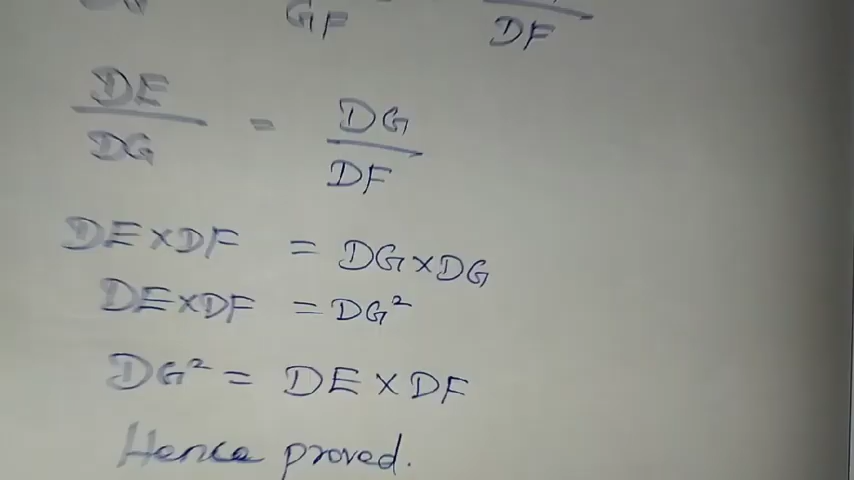 GF DF
DE/DG = DG/DF
DE×DF = DG×DG
DE×DF = DG²
DG² = DE×DF
Hence proved.